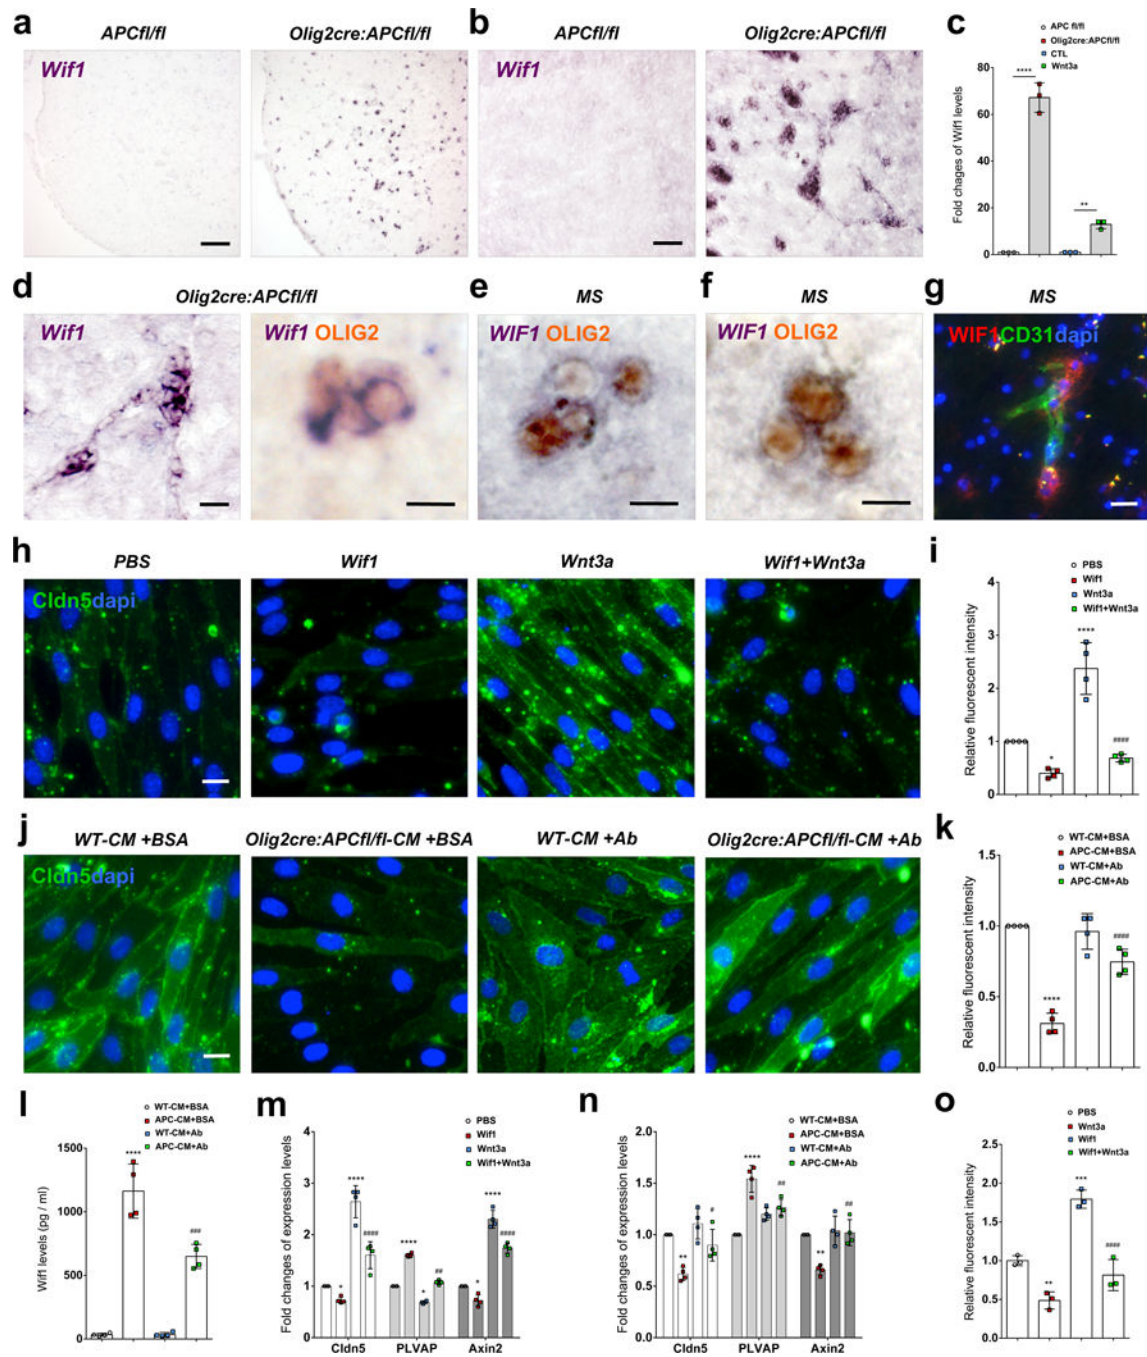 a
APCfl/fl
Olig2cre:APCfl/fl
Wif1
b
APCfl/fl
Olig2cre:APCfl/fl
Wif1
c
APC fl/fl
Olig2cre:APCfl/fl
CTL
Wnt3a
Fold chages of Wif1 levels
80
60
40
20
0
****
**
d
Olig2cre:APCfl/fl
Wif1
Wif1 OLIG2
e
MS
WIF1 OLIG2
f
MS
WIF1 OLIG2
g
MS
WIF1CD31dapi
h
PBS
Wif1
Wnt3a
Wif1+Wnt3a
Cldn5dapi
i
PBS
Wif1
Wnt3a
Wif1+Wnt3a
Relative fluorescent intensity
4
3
2
1
0
*
****
####
j
WT-CM +BSA
Olig2cre:APCfl/fl-CM +BSA
WT-CM +Ab
Olig2cre:APCfl/fl-CM +Ab
Cldn5dapi
k
WT-CM+BSA
APC-CM+BSA
WT-CM+Ab
APC-CM+Ab
Relative fluorescent intensity
1.5
1.0
0.5
0.0
****
####
l
WT-CM+BSA
APC-CM+BSA
WT-CM+Ab
APC-CM+Ab
Wif1 levels (pg / ml)
1500
1000
500
0
****
###
m
PBS
Wif1
Wnt3a
Wif1+Wnt3a
Fold changes of expression levels
4
3
2
1
0
*
****
####
****
*
##
*
****
####
Cldn5
PLVAP
Axin2
n
WT-CM+BSA
APC-CM+BSA
WT-CM+Ab
APC-CM+Ab
Fold changes of expression levels
2.0
1.5
1.0
0.5
0.0
**
#
****
##
**
##
Cldn5
PLVAP
Axin2
o
PBS
Wnt3a
Wif1
Wif1+Wnt3a
Relative fluorescent intensity
2.5
2.0
1.5
1.0
0.5
0.0
**
***
####